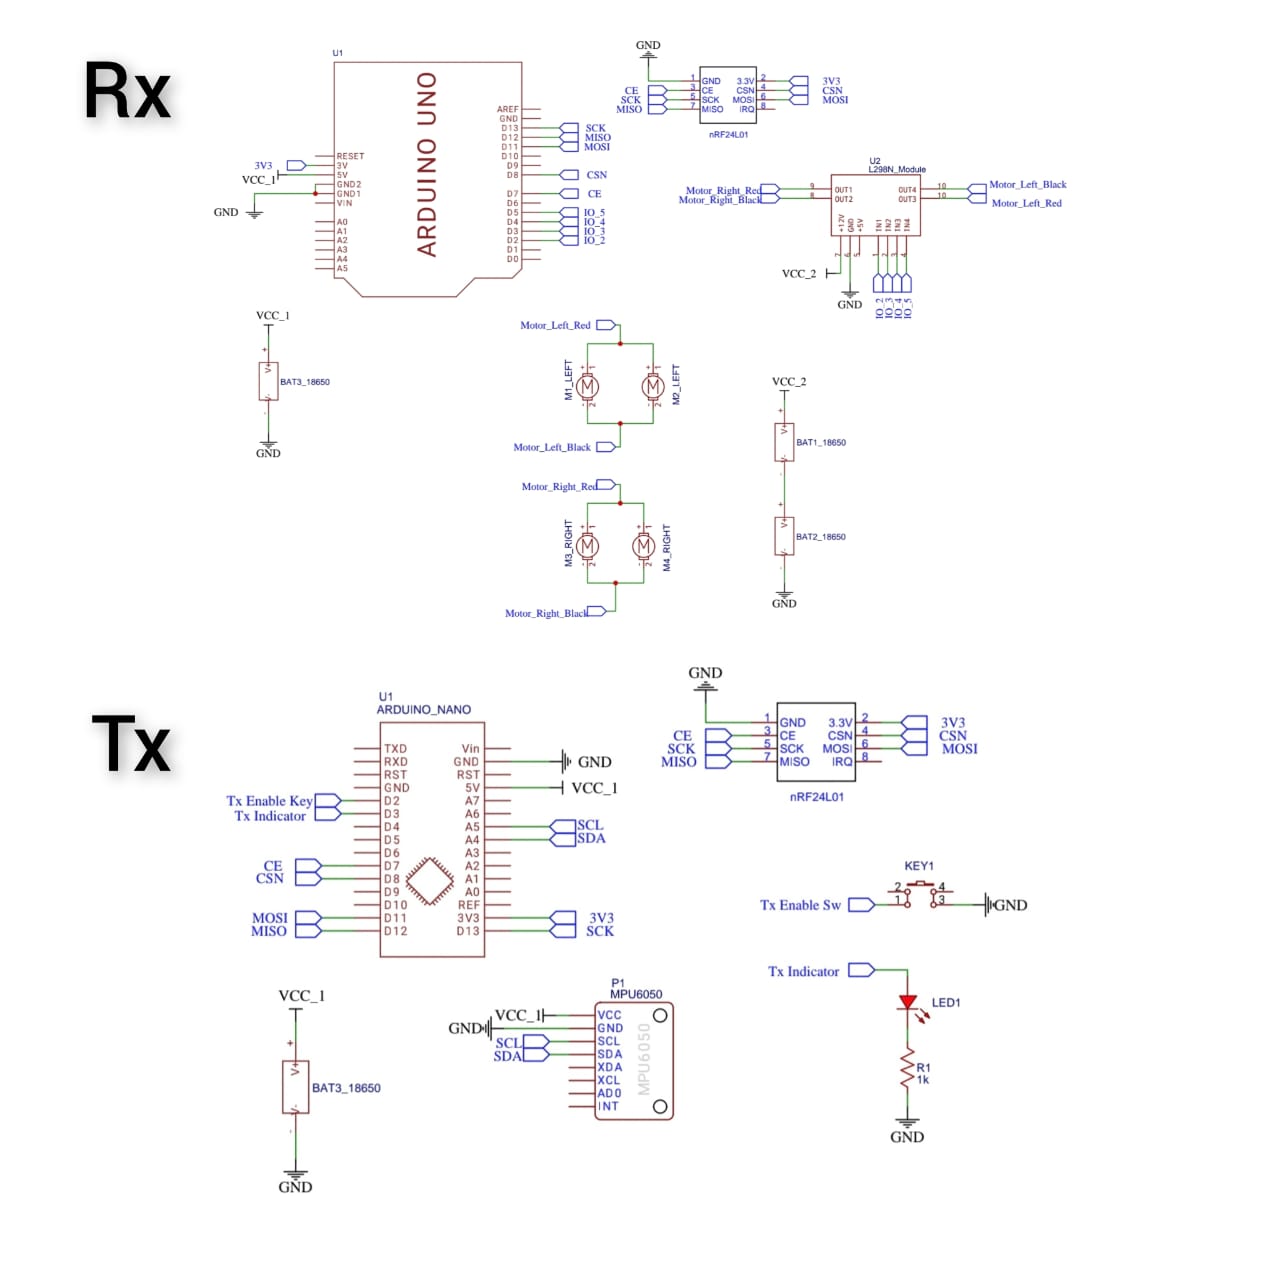 Rx
U1
ARDUINO UNO
RESET
3V
5V
GND2
GND1
VIN
A0
A1
A2
A3
A4
A5
AREF
GND
D13
D12
D11
D10
D9
D8
D7
D6
D5
D4
D3
D2
D1
D0
3V3
VCC_1
GND
SCK
MISO
MOSI
CSN
CE
IO_5
IO_4
IO_3
IO_2
GND
CE
SCK
MISO
1 GND 3.3V 2
3 CE CSN 4
5 SCK MOSI 6
7 MISO IRQ 8
3V3
CSN
MOSI
nRF24L01
U2
L298N_Module
Motor_Right_Red
Motor_Right_Black
9 OUT1 OUT4 10
8 OUT2 OUT3 10
Motor_Left_Black
Motor_Left_Red
+12V
GND
+5V
IN1
IN2
IN3
IN4
7 6 5 1 2 3 4
VCC_2
GND
IO_2
IO_3
IO_4
IO_5
VCC_1
+
V+
BAT3_18650
V-
-
GND
Motor_Left_Red
M1_LEFT
+ 1
M
- 2
+ 1
M
- 2
M2_LEFT
Motor_Left_Black
Motor_Right_Red
M3_RIGHT
+ 1
M
- 2
+ 1
M
- 2
M4_RIGHT
Motor_Right_Black
VCC_2
+
V+
BAT1_18650
V-
-
+
V+
BAT2_18650
V-
-
GND
Tx
U1
ARDUINO_NANO
TXD Vin
RXD GND
RST RST
GND 5V
D2 A7
D3 A6
D4 A5
D5 A4
D6 A3
D7 A2
D8 A1
D9 A0
D10 REF
D11 3V3
D12 D13
Tx Enable Key
Tx Indicator
CE
CSN
MOSI
MISO
GND
VCC_1
SCL
SDA
3V3
SCK
GND
CE
SCK
MISO
1 GND 3.3V 2
3 CE CSN 4
5 SCK MOSI 6
7 MISO IRQ 8
3V3
CSN
MOSI
nRF24L01
KEY1
2 4
1 3
Tx Enable Sw
GND
Tx Indicator
LED1
R1
1k
GND
VCC_1
+
V+
BAT3_18650
V-
-
GND
P1
MPU6050
VCC_1
GND
SCL
SDA
VCC
GND
SCL
SDA
XDA
XCL
AD0
INT
MPU6050